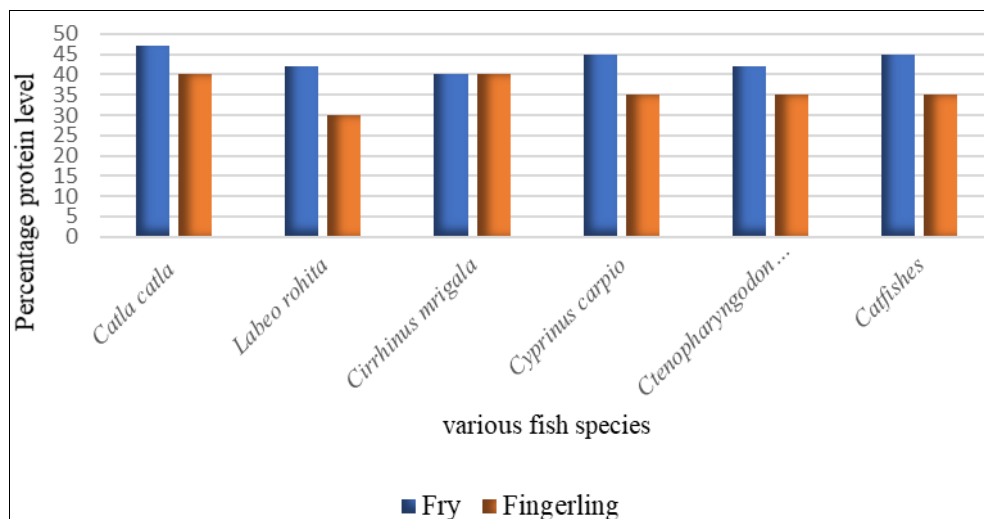 Percentage protein level
50
45
40
35
30
25
20
15
10
5
0
Catla catla
Labeo rohita
Cirrhinus mrigala
Cyprinus carpio
Ctenopharyngodon...
Catfishes
various fish species
Fry
Fingerling